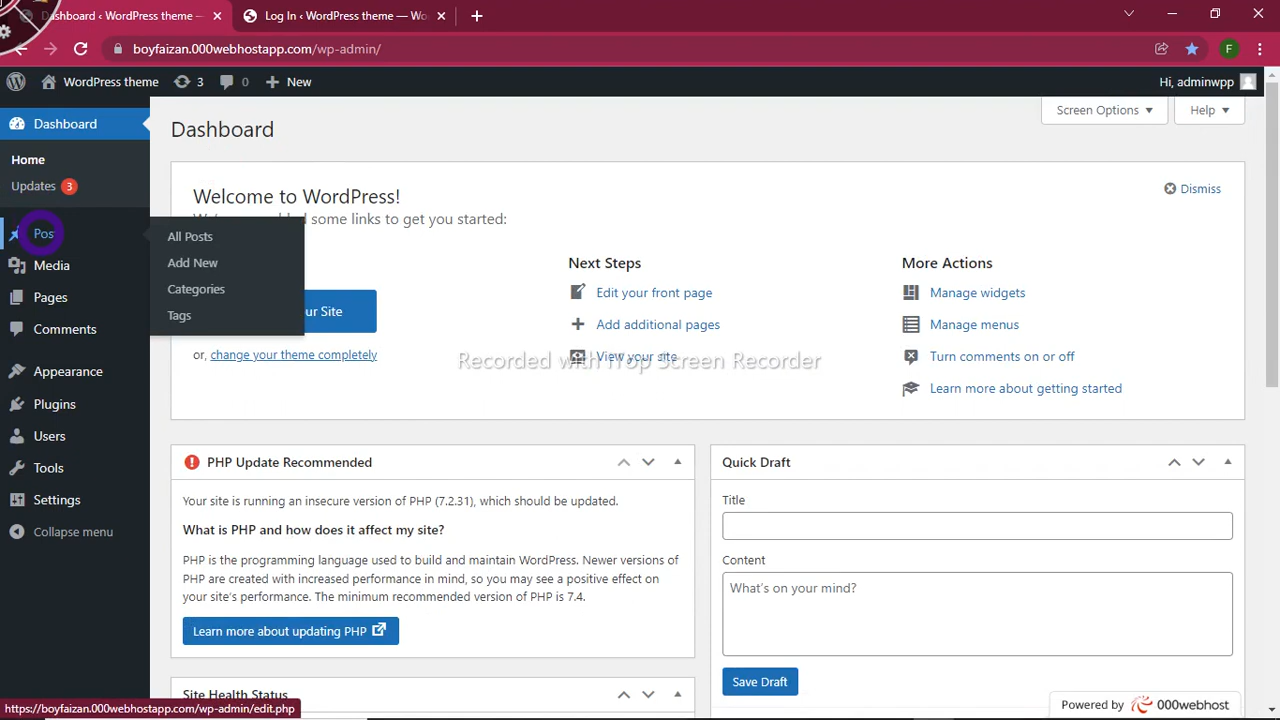 Dashboard ‹ WordPress theme —
Log In ‹ WordPress theme — Wo
boyfaizan.000webhostapp.com/wp-admin/
F
WordPress theme
3
0
New
Hi, adminwpp
Dashboard
Home
Updates 3
Pos
Media
Pages
Comments
Appearance
Plugins
Users
Tools
Settings
Collapse menu
All Posts
Add New
Categories
Tags
Dashboard
Screen Options
Help
Welcome to WordPress!
some links to get you started:
Dismiss
ur Site
or, change your theme completely
Next Steps
Edit your front page
Add additional pages
View your site
More Actions
Manage widgets
Manage menus
Turn comments on or off
Learn more about getting started
Recorded with iTop Screen Recorder
PHP Update Recommended
Your site is running an insecure version of PHP (7.2.31), which should be updated.
What is PHP and how does it affect my site?
PHP is the programming language used to build and maintain WordPress. Newer versions
of PHP are created with increased performance in mind, so you may see a positive effect on
your site's performance. The minimum recommended version of PHP is 7.4.
Learn more about updating PHP
Site Health Status
Quick Draft
Title
Content
What's on your mind?
Save Draft
Powered by 000webhost
https://boyfaizan.000webhostapp.com/wp-admin/edit.php